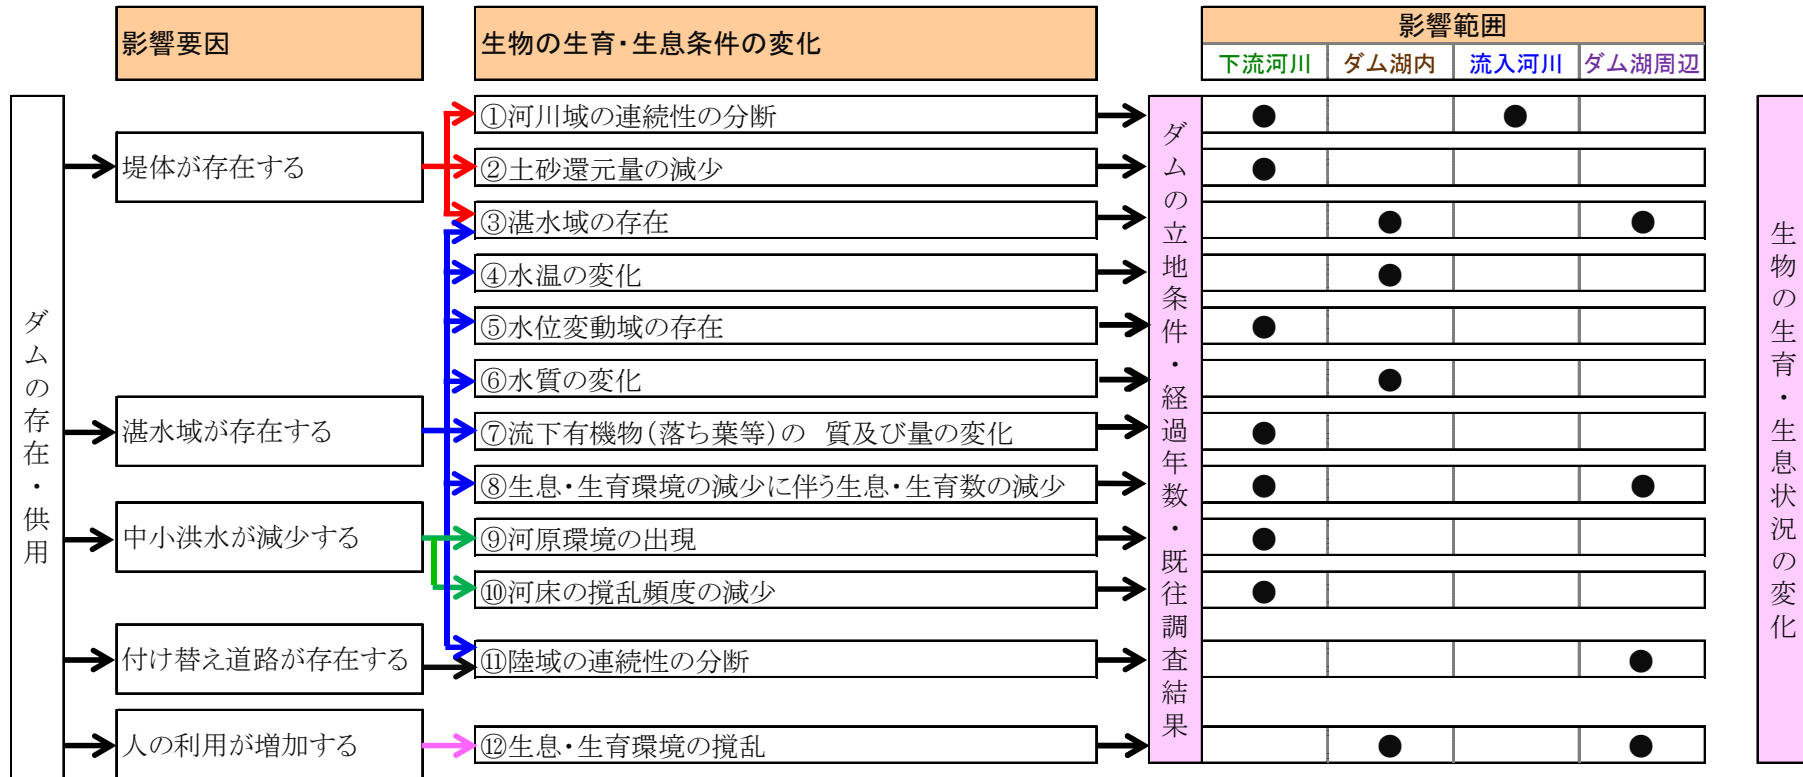 影響要因
生物の生育・生息条件の変化
影響範囲
下流河川
ダム湖内
流入河川
ダム湖周辺
ダムの存在・供用
堤体が存在する
湛水域が存在する
中小洪水が減少する
付け替え道路が存在する
人の利用が増加する
①河川域の連続性の分断
②土砂還元量の減少
③湛水域の存在
④水温の変化
⑤水位変動域の存在
⑥水質の変化
⑦流下有機物(落ち葉等)の 質及び量の変化
⑧生息・生育環境の減少に伴う生息・生育数の減少
⑨河原環境の出現
⑩河床の撹乱頻度の減少
⑪陸域の連続性の分断
⑫生息・生育環境の撹乱
ダムの立地条件・経過年数・既往調査結果
生物の生育・生息状況の変化